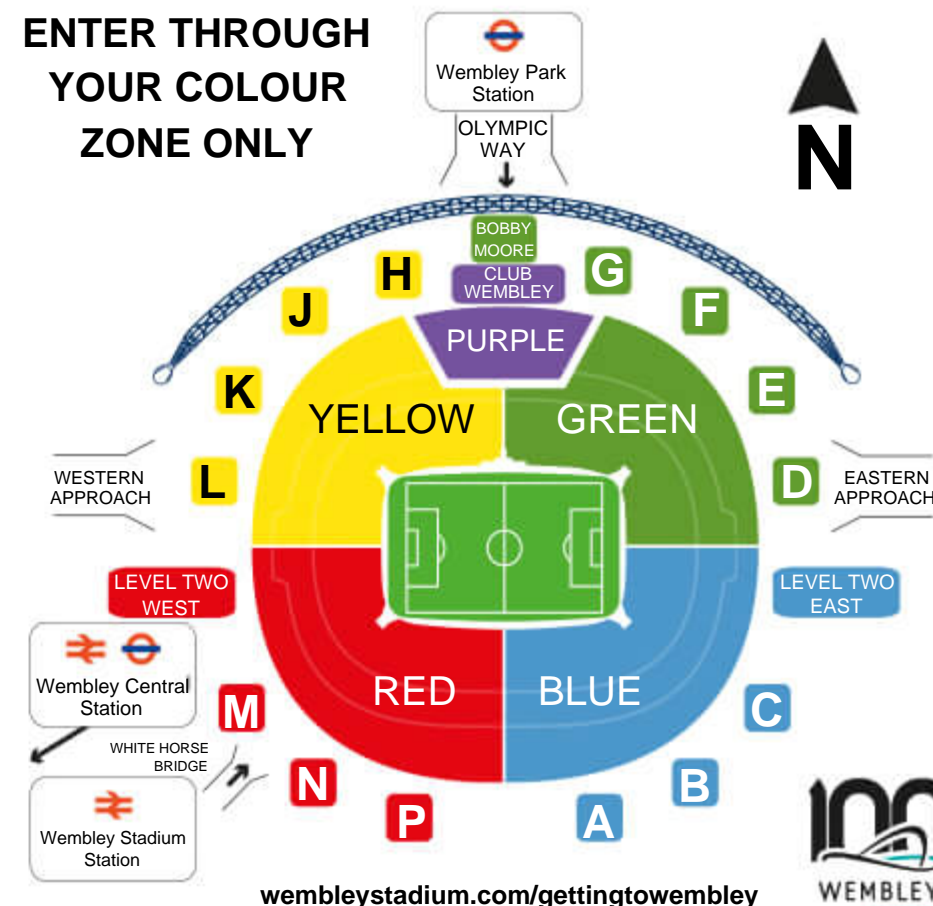 ENTER THROUGH
YOUR COLOUR
ZONE ONLY
Wembley Park
Station
OLYMPIC
WAY
N
BOBBY
MOORE
CLUB
WEMBLEY
PURPLE
H
G
J
F
K
E
YELLOW
GREEN
WESTERN
APPROACH
L
D
EASTERN
APPROACH
LEVEL TWO
WEST
LEVEL TWO
EAST
Wembley Central
Station
RED
BLUE
M
C
WHITE HORSE
BRIDGE
N
B
P
A
Wembley Stadium
Station
100
WEMBLEY
wembleystadium.com/gettingtowembley